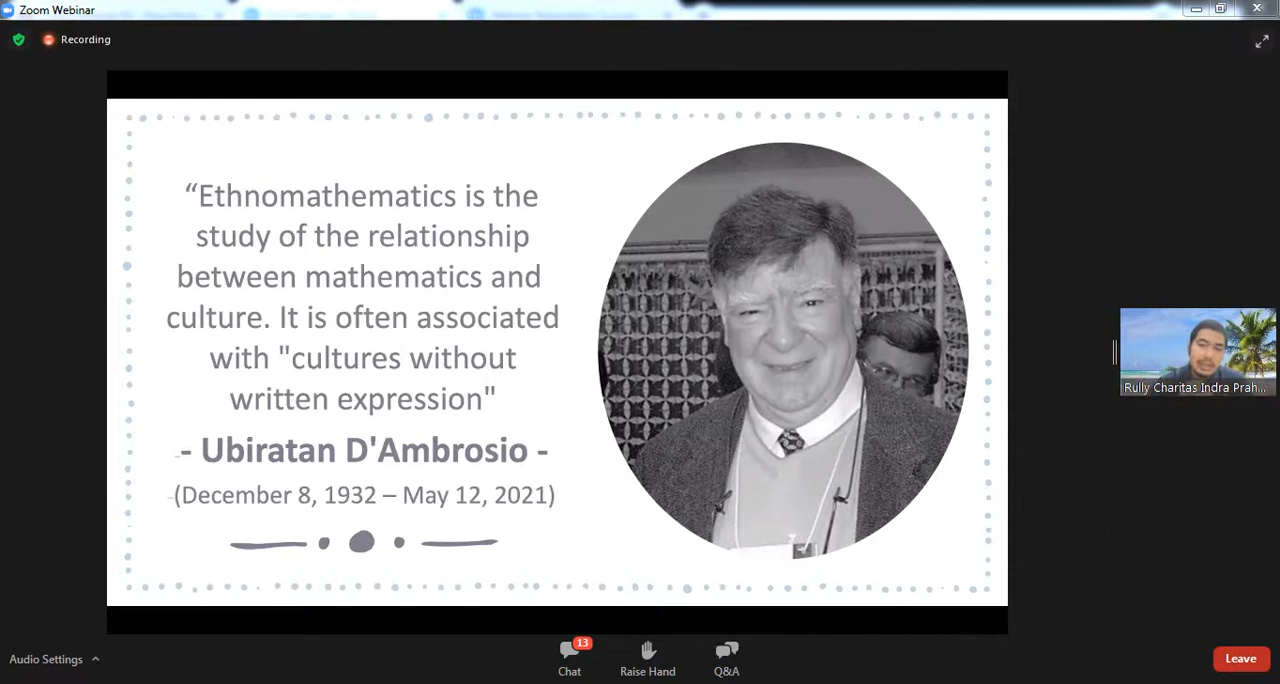 Zoom Webinar
Recording
“Ethnomathematics is the
study of the relationship
between mathematics and
culture. It is often associated
with "cultures without
written expression"
- Ubiratan D'Ambrosio -
(December 8, 1932 – May 12, 2021)
Rully Charitas Indra Prah...
Audio Settings
13
Chat
Raise Hand
Q&A
Leave